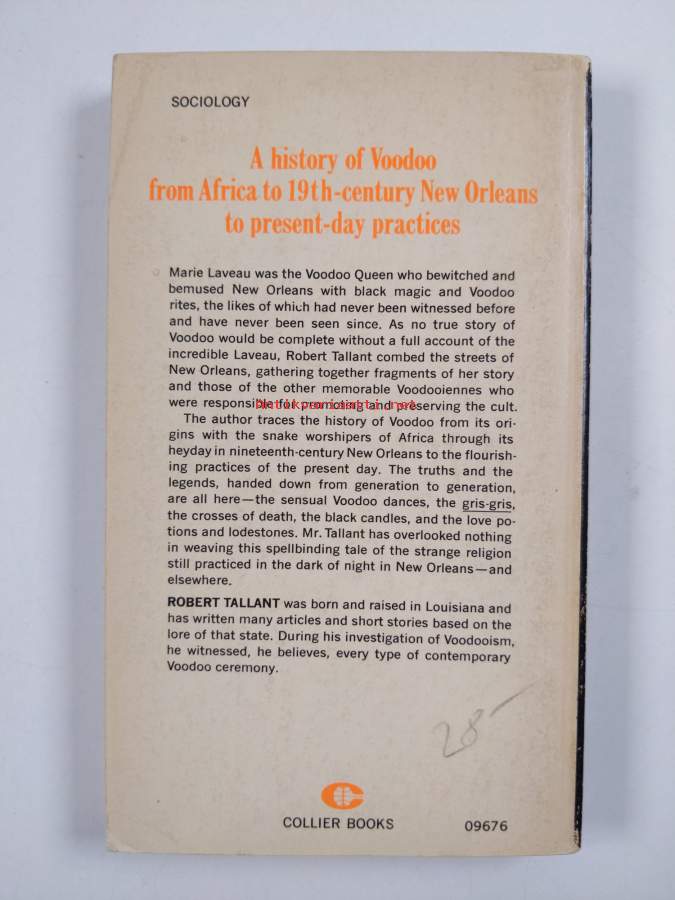 SOCIOLOGY
A history of Voodoo
from Africa to 19th-century New Orleans
to present-day practices
Marie Laveau was the Voodoo Queen who bewitched and
bemused New Orleans with black magic and Voodoo
rites, the likes of which had never been witnessed before
and have never been seen since. As no true story of
Voodoo would be complete without a full account of the
incredible Laveau, Robert Tallant combed the streets of
New Orleans, gathering together fragments of her story
and those of the other memorable Voodooiennes who
were responsible for promoting and preserving the cult.
The author traces the history of Voodoo from its ori-
gins with the snake worshipers of Africa through its
heyday in nineteenth-century New Orleans to the flourish-
ing practices of the present day. The truths and the
legends, handed down from generation to generation,
are all here—the sensual Voodoo dances, the gris-gris,
the crosses of death, the black candles, and the love po-
tions and lodestones. Mr. Tallant has overlooked nothing
in weaving this spellbinding tale of the strange religion
still practiced in the dark of night in New Orleans—and
elsewhere.
ROBERT TALLANT was born and raised in Louisiana and
has written many articles and short stories based on the
lore of that state. During his investigation of Voodooism,
he witnessed, he believes, every type of contemporary
Voodoo ceremony.
28-
COLLIER BOOKS 09676